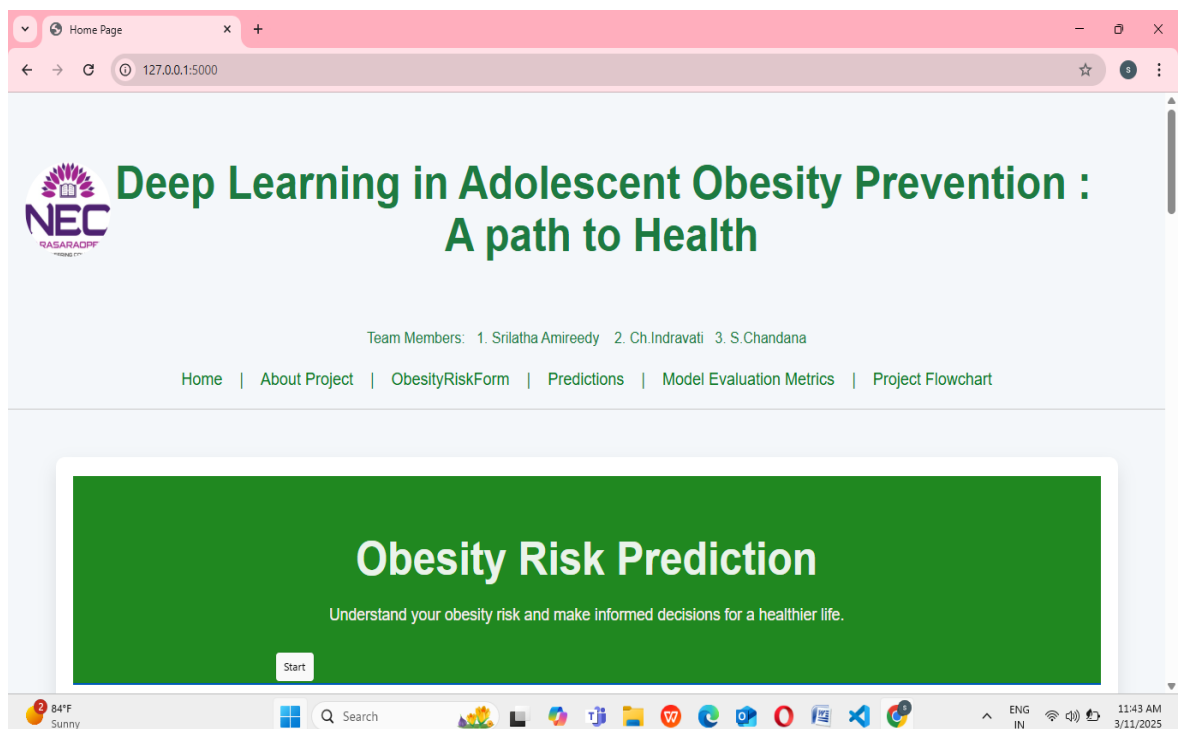 Home Page
127.0.0.1:5000
NEC
Deep Learning in Adolescent Obesity Prevention :
A path to Health
Team Members: 1. Srilatha Amireedy 2. Ch.Indravati 3. S.Chandana
Home | About Project | ObesityRiskForm | Predictions | Model Evaluation Metrics | Project Flowchart
Obesity Risk Prediction
Understand your obesity risk and make informed decisions for a healthier life.
Start
2
84°F
Sunny
Search
ENG
IN
11:43 AM
3/11/2025